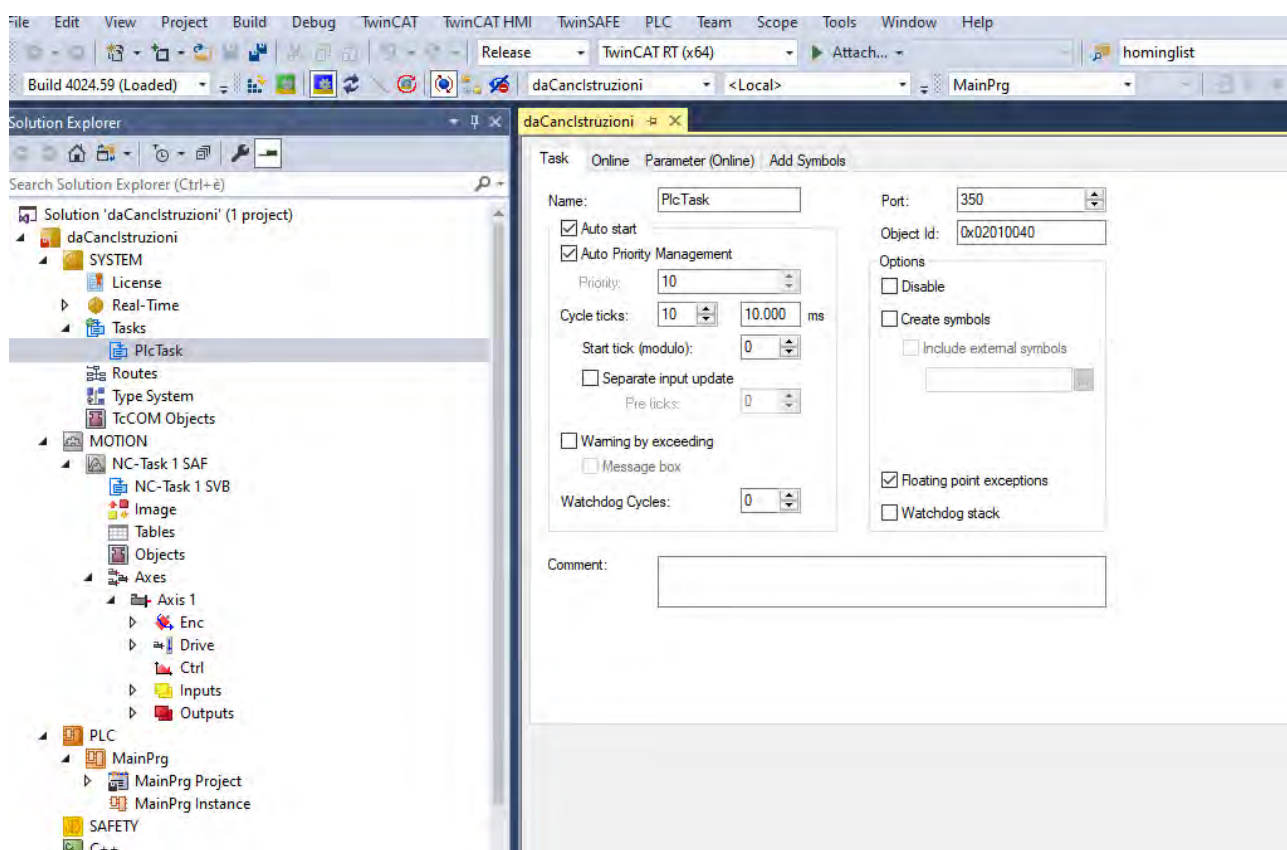 File Edit View Project Build Debug TwinCAT TwinCAT HMI TwinSAFE PLC Team Scope Tools Window Help
Release TwinCAT RT (x64) Attach... hominglist
Build 4024.59 (Loaded) daCancIstruzioni <Local> MainPrg
Solution Explorer
Search Solution Explorer (Ctrl+è)
Solution 'daCancIstruzioni' (1 project)
daCancIstruzioni
SYSTEM
License
Real-Time
Tasks
PlcTask
Routes
Type System
TcCOM Objects
MOTION
NC-Task 1 SAF
NC-Task 1 SVB
Image
Tables
Objects
Axes
Axis 1
Enc
Drive
Ctrl
Inputs
Outputs
PLC
MainPrg
MainPrg Project
MainPrg Instance
SAFETY
C++
daCancIstruzioni
Task Online Parameter (Online) Add Symbols
Name: PlcTask
Auto start
Auto Priority Management
Priority: 10
Cycle ticks: 10 10.000 ms
Start tick (modulo): 0
Separate input update
Pre ticks: 0
Warning by exceeding
Message box
Watchdog Cycles: 0
Port: 350
Object Id: 0x02010040
Options
Disable
Create symbols
Include external symbols
...
Floating point exceptions
Watchdog stack
Comment: